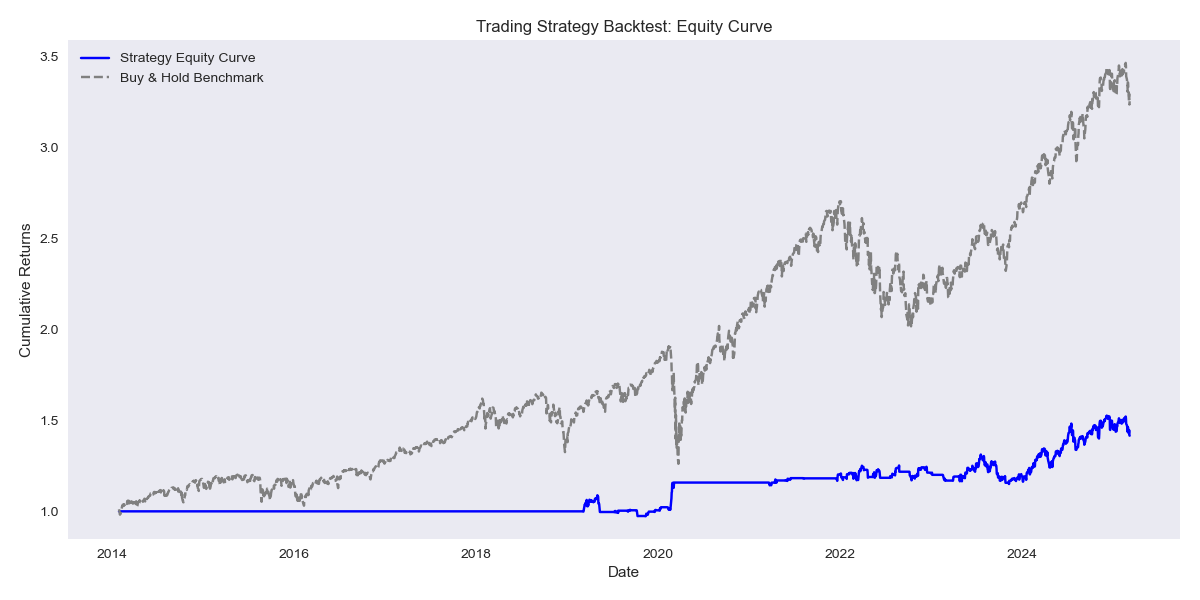 Trading Strategy Backtest: Equity Curve
Strategy Equity Curve
Buy & Hold Benchmark
3.5
3.0
2.5
2.0
1.5
1.0
Cumulative Returns
2014 2016 2018 2020 2022 2024
Date